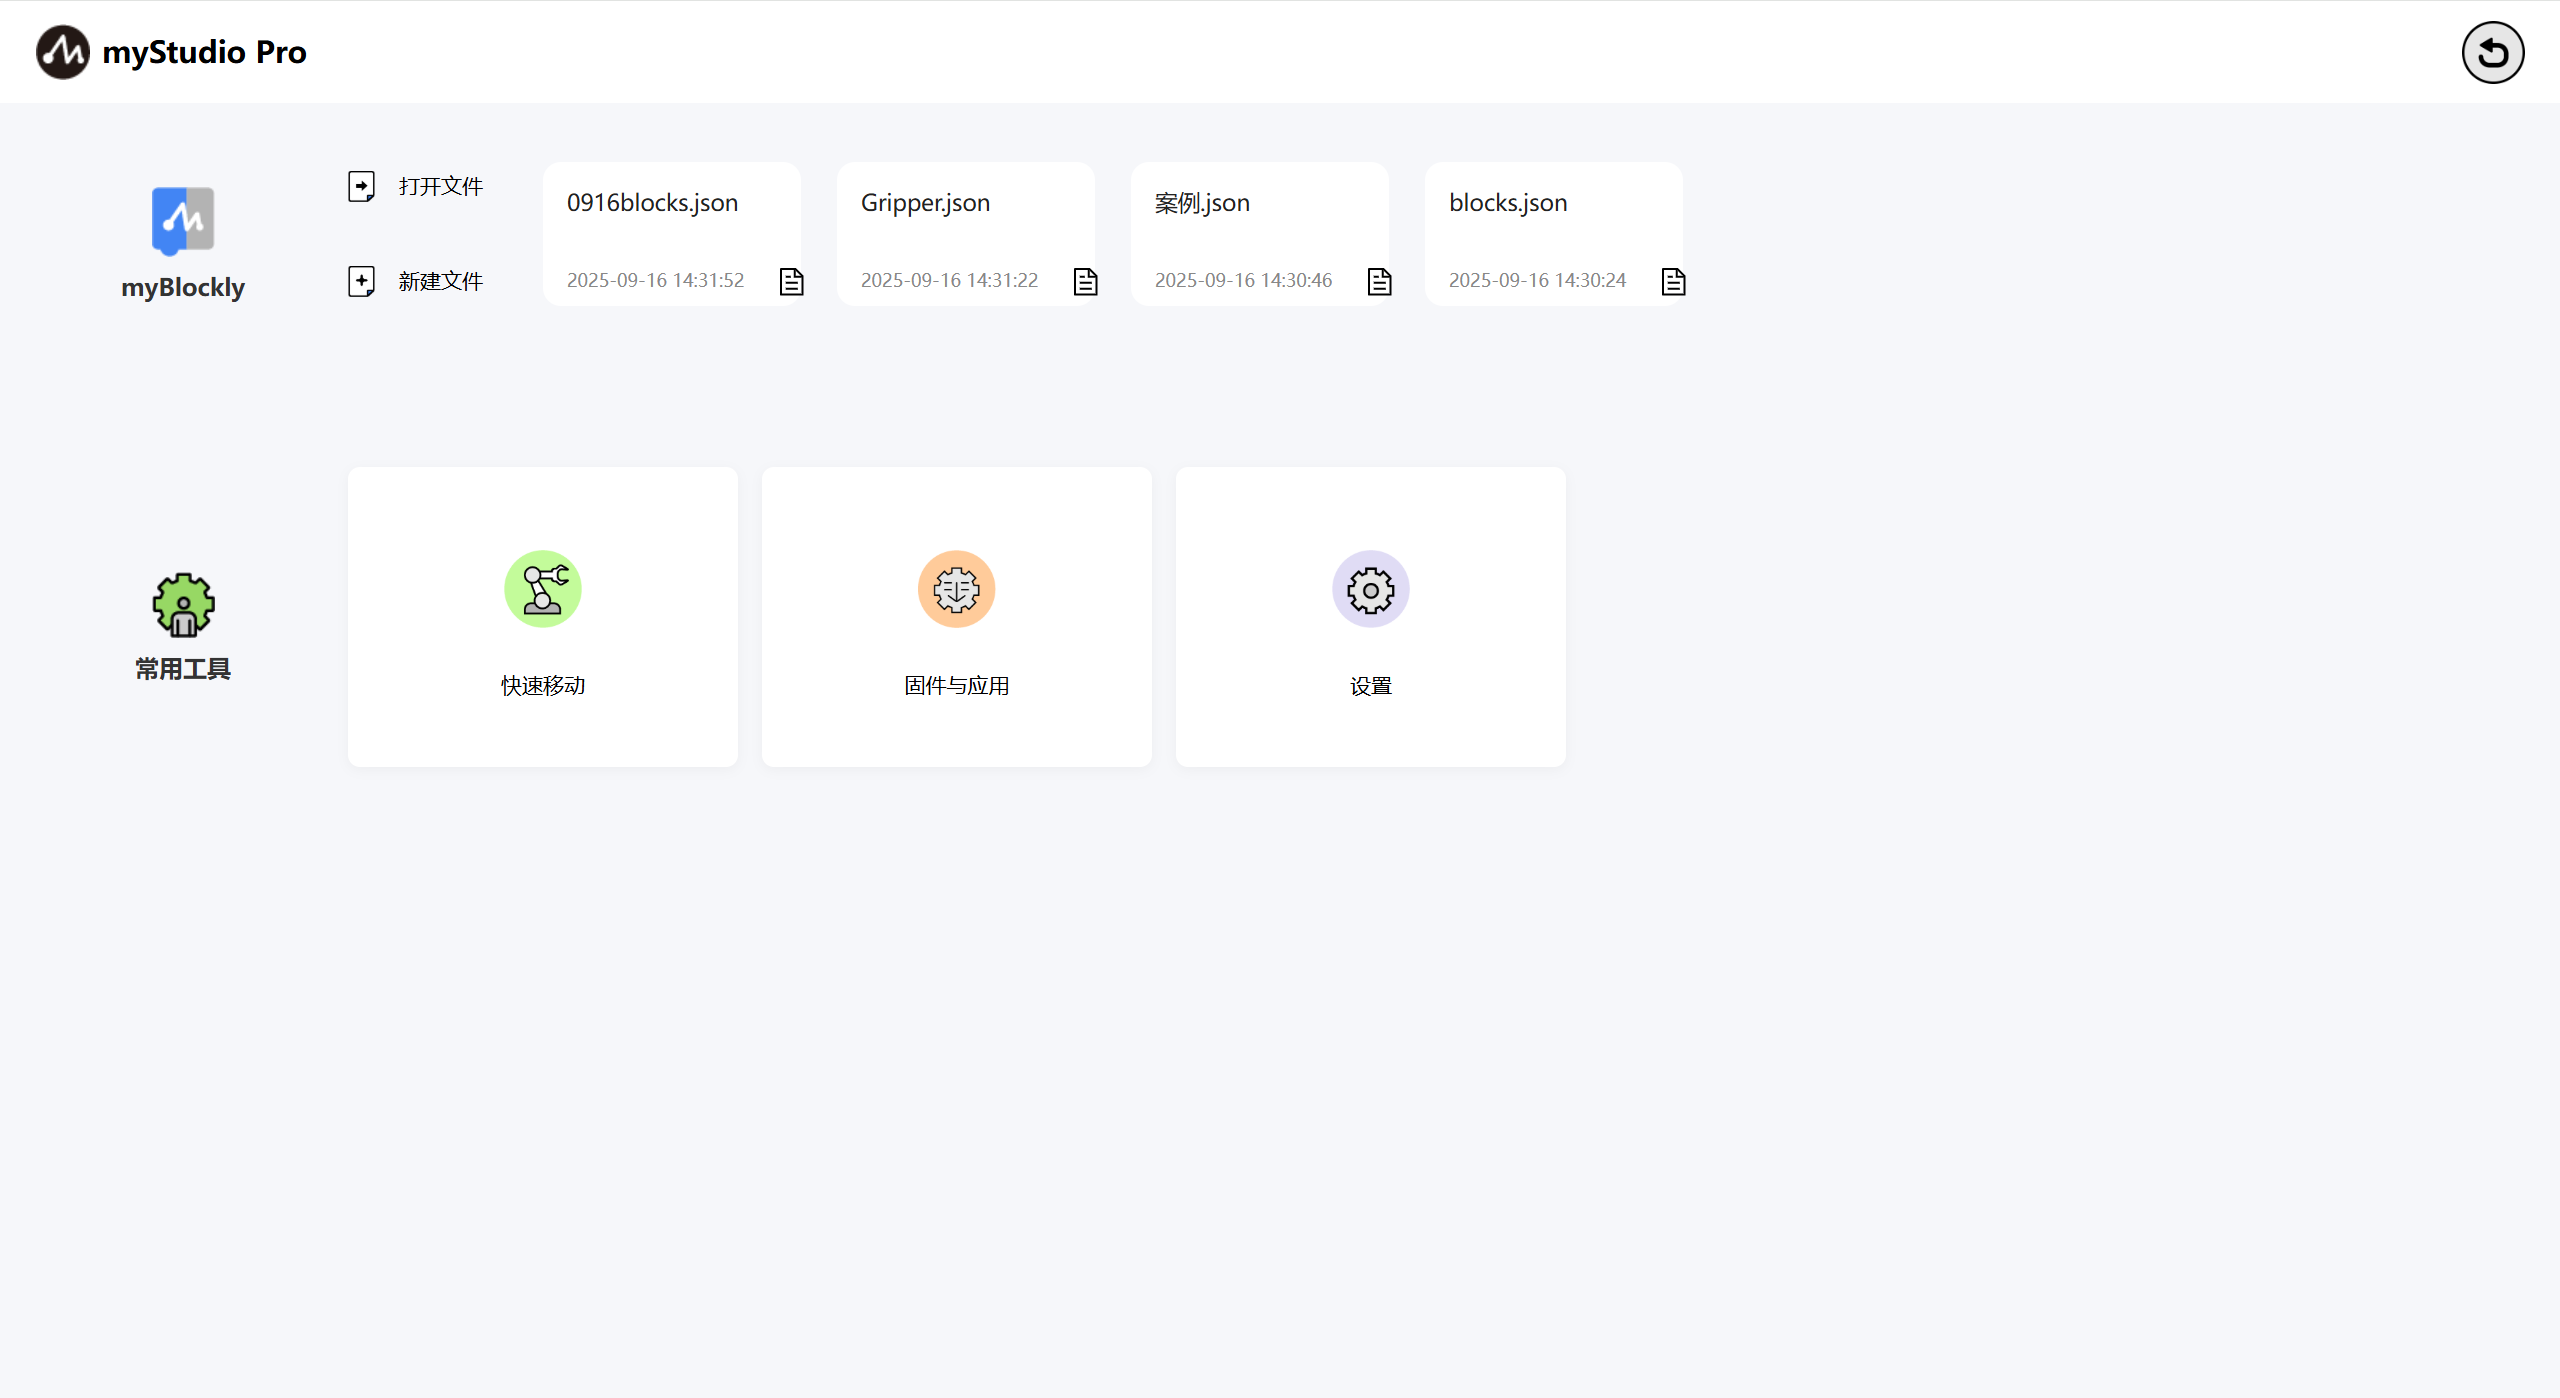 myStudio Pro
打开文件
新建文件
myBlockly
0916blocks.json
2025-09-16 14:31:52
Gripper.json
2025-09-16 14:31:22
案例.json
2025-09-16 14:30:46
blocks.json
2025-09-16 14:30:24
常用工具
快速移动
固件与应用
设置